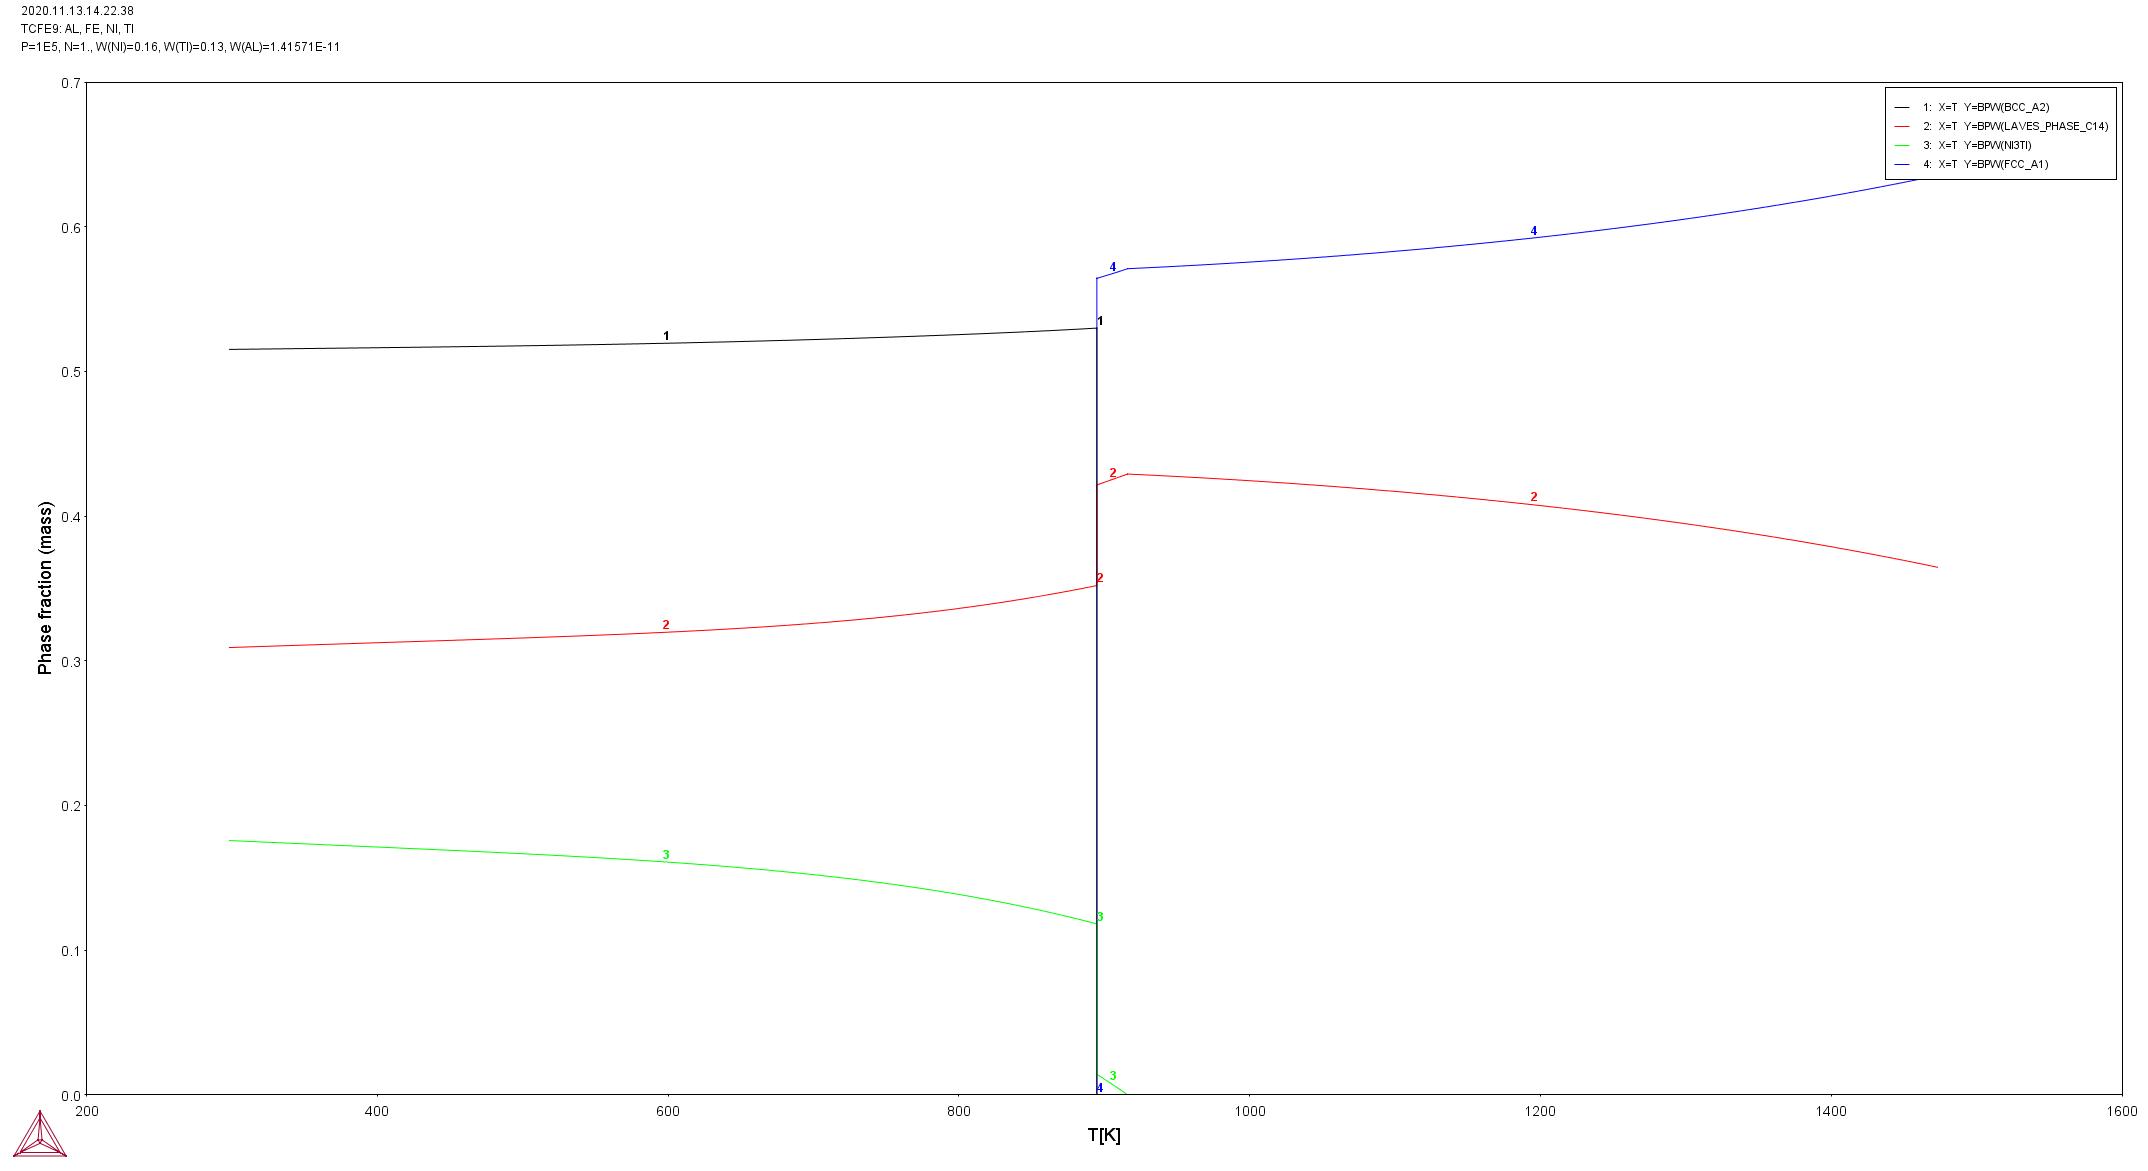 2020.11.13.14.22.38
TCFE9: AL, FE, NI, TI
P=1E5, N=1., W(NI)=0.16, W(TI)=0.13, W(AL)=1.41571E-11
0.7
1: X=T Y=BPW(BCC_A2)
2: X=T Y=BPW(LAVES_PHASE_C14)
3: X=T Y=BPW(NI3TI)
4: X=T Y=BPW(FCC_A1)
4
0.6
4
1
1
0.5
2
2
0.4
Phase fraction (mass)
2
2
0.3
0.2
3
3
0.1
3
4
0.0
200 400 600 800 1000 1200 1400 1600
T[K]